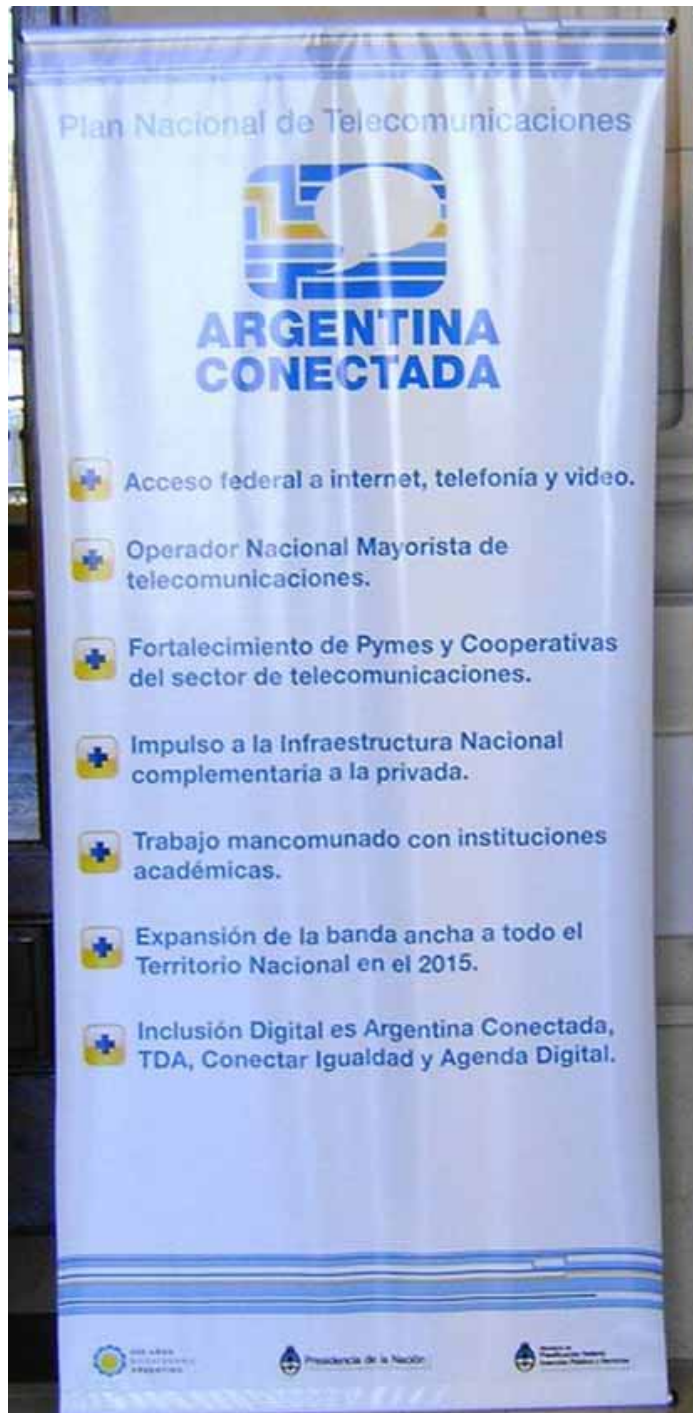 Plan Nacional de Telecomunicaciones
ARGENTINA
CONECTADA
Acceso federal a internet, telefonía y video.
Operador Nacional Mayorista de
telecomunicaciones.
Fortalecimiento de Pymes y Cooperativas
del sector de telecomunicaciones.
Impulso a la Infraestructura Nacional
complementaria a la privada.
Trabajo mancomunado con instituciones
académicas.
Expansión de la banda ancha a todo el
Territorio Nacional en el 2015.
Inclusión Digital es Argentina Conectada,
TDA, Conectar Igualdad y Agenda Digital.
Presidencia de la Nación